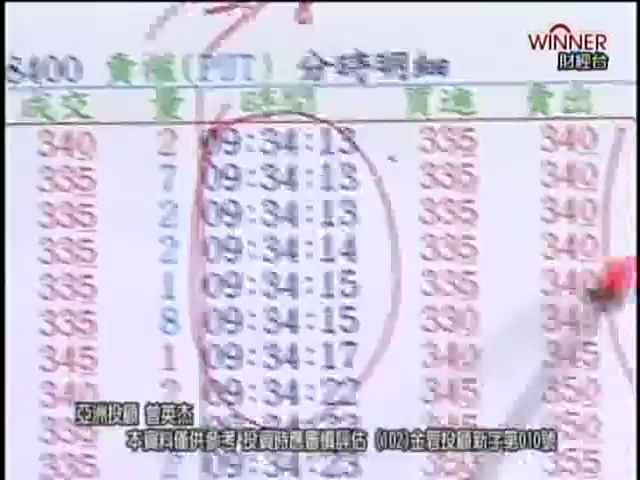 WINNER
財經台
8400 賣權(PUT) 分時明細
成交 量 時間 買進 賣出
340 2 09:34:13 335 340
335 7 09:34:13 335 340
335 2 09:34:13 335 340
335 2 09:34:14 335 340
335 1 09:34:15 335 340
335 8 09:34:15 330 34
345 1 09:34:17 335 345
340 2 09:34:22 345 350
亞洲投顧 曾英杰
本資料僅供參考 投資時應審慎評估 (102)金管投顧新字第010號